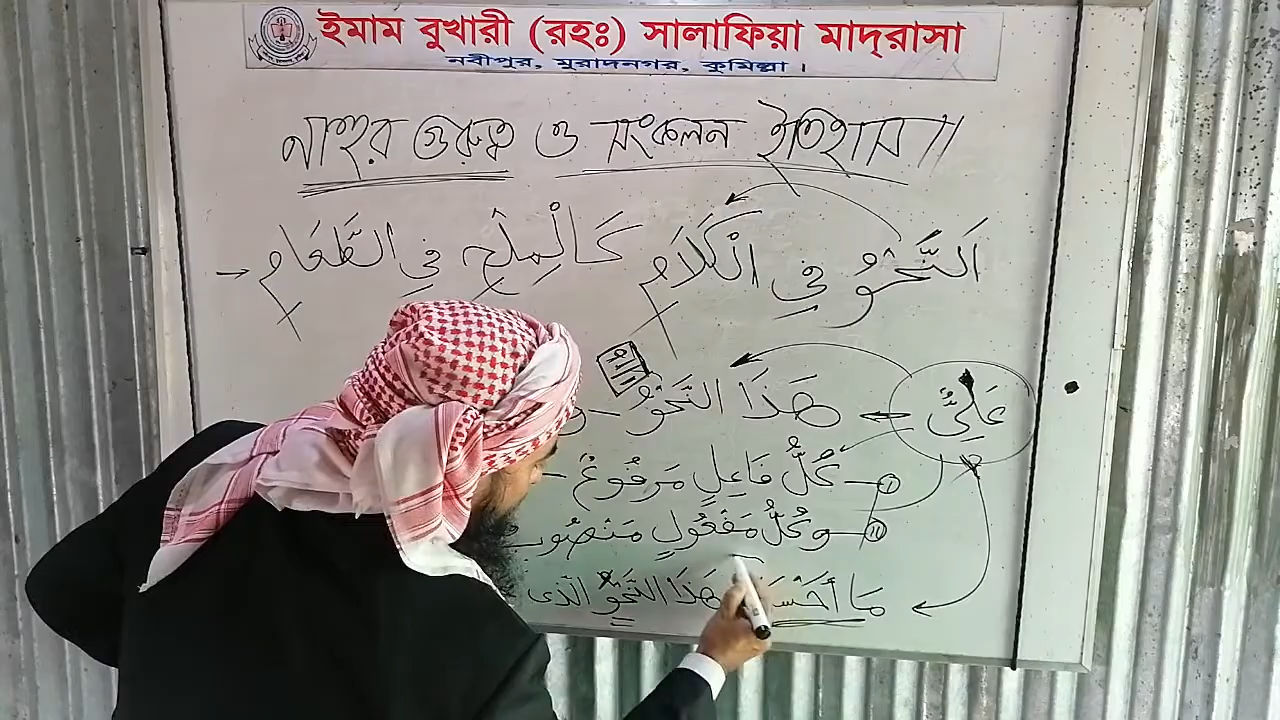 ইমাম বুখারী (রহঃ) সালাফিয়া মাদ্‌রাসা
নবীপুর, মুরাদনগর, কুমিল্লা।
নাহুর গুরুত্ব ও সংকলন ইতিহাস॥
اَلنَّحْوُ فِي الْكَلَامِ كَالْمِلْحِ فِي الطَّعَامِ
عَلِيٌّ هَذَا النَّحْوُ
كُلُّ فَاعِلٍ مَرْفُوعٌ
وكُلُّ مَفْعُولٍ مَنْصُوبٌ
مَا أَحْسَنَ هَذَا النَّحْوَ الَّذِي